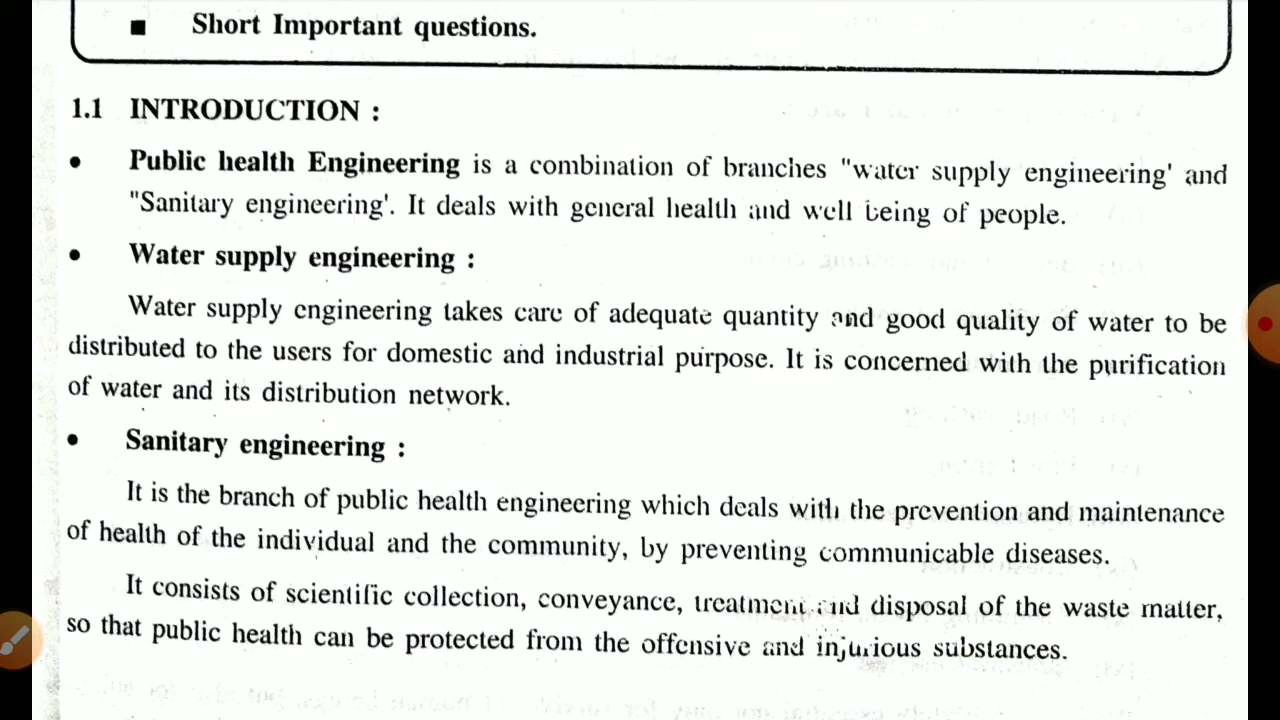 ■ Short Important questions.
1.1 INTRODUCTION :
• Public health Engineering is a combination of branches "water supply engineering' and
"Sanitary engineering'. It deals with general health and well being of people.
• Water supply engineering :
Water supply engineering takes care of adequate quantity and good quality of water to be
distributed to the users for domestic and industrial purpose. It is concerned with the purification
of water and its distribution network.
• Sanitary engineering :
It is the branch of public health engineering which deals with the prevention and maintenance
of health of the individual and the community, by preventing communicable diseases.
It consists of scientific collection, conveyance, treatment and disposal of the waste matter,
so that public health can be protected from the offensive and injurious substances.